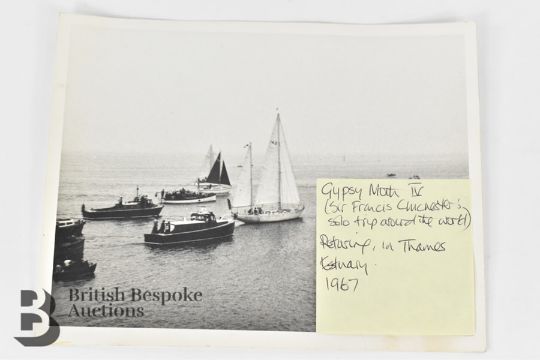 Gypsy Moth IV
(Sir Francis Chichester's
solo trip around the world)
Returning, in Thames
Estuary.
1967
B
British Bespoke
Auctions